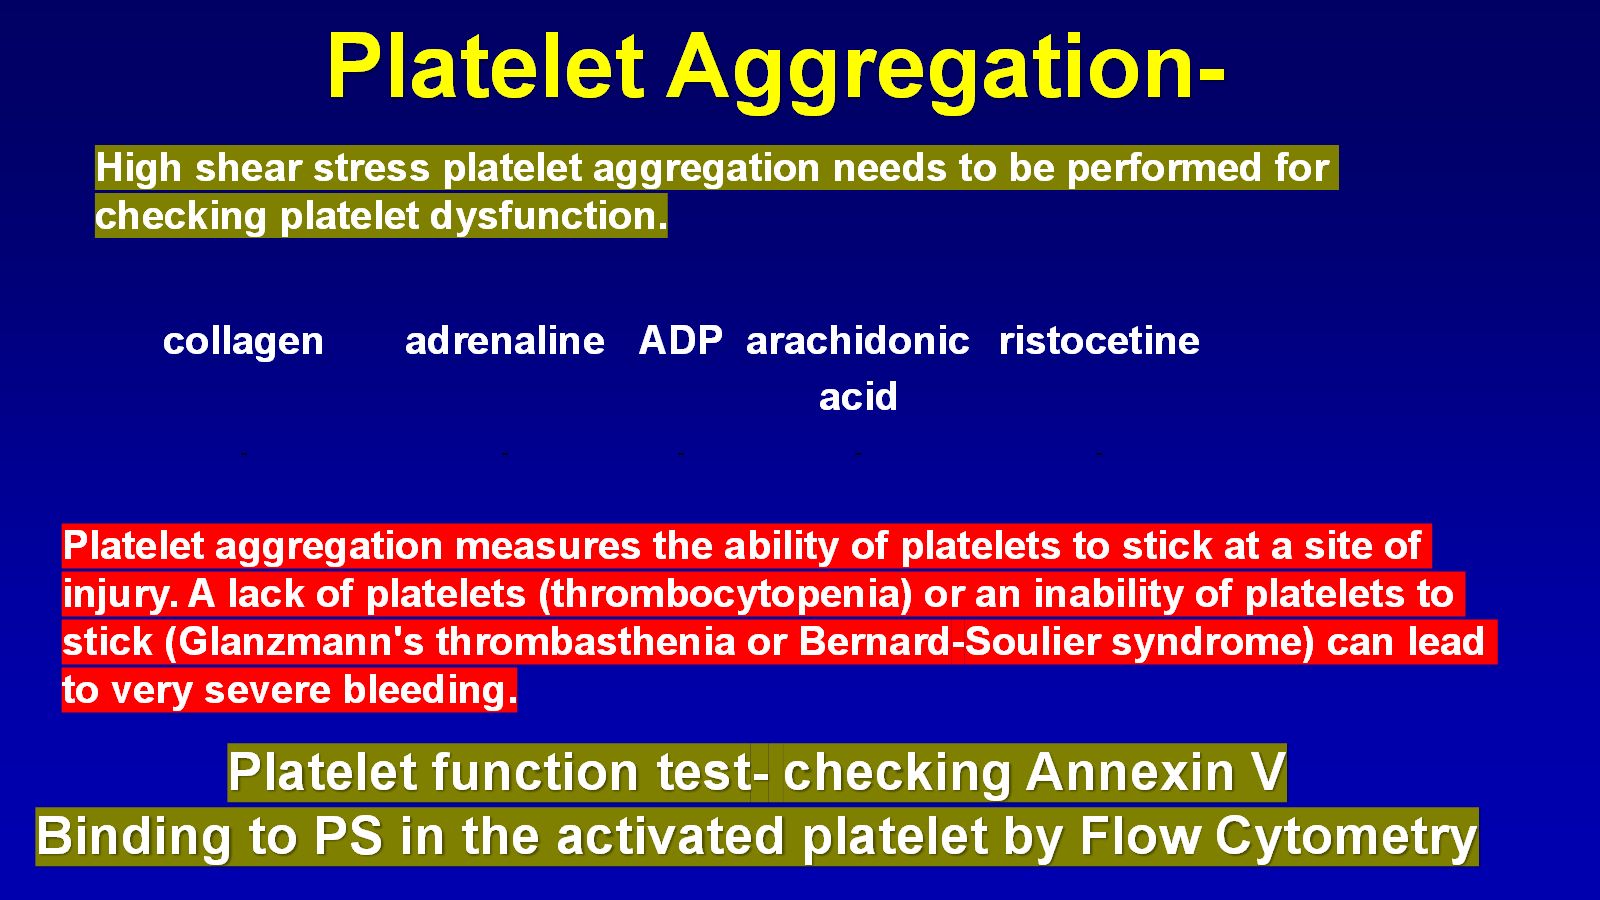 Platelet Aggregation-
High shear stress platelet aggregation needs to be performed for
checking platelet dysfunction.
collagen adrenaline ADP arachidonic ristocetine
acid
- - - - -
Platelet aggregation measures the ability of platelets to stick at a site of
injury. A lack of platelets (thrombocytopenia) or an inability of platelets to
stick (Glanzmann's thrombasthenia or Bernard-Soulier syndrome) can lead
to very severe bleeding.
Platelet function test- checking Annexin V
Binding to PS in the activated platelet by Flow Cytometry